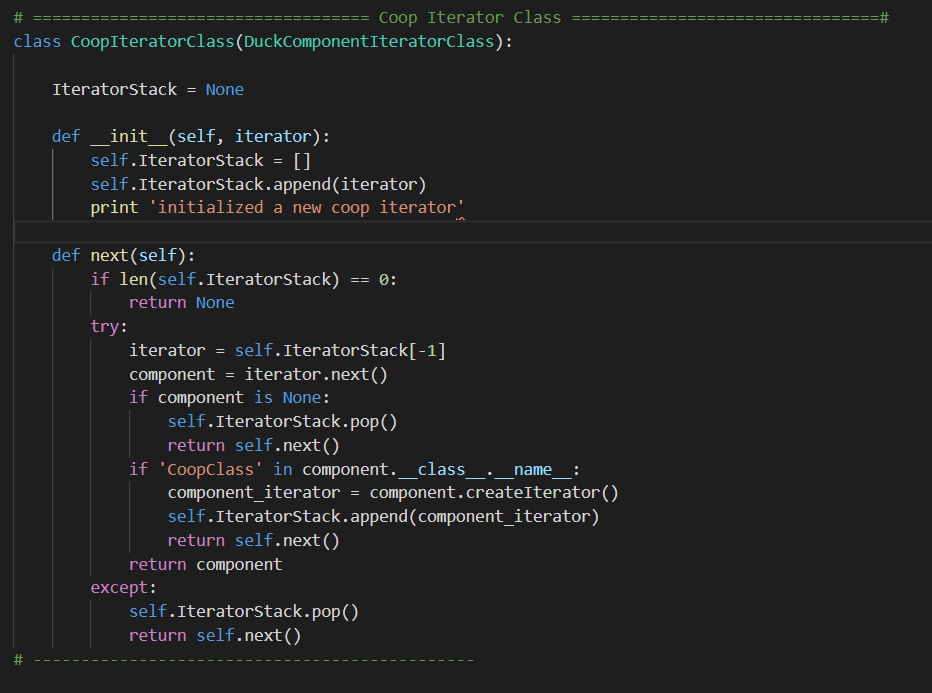 # =================================== Coop Iterator Class ================================#
class CoopIteratorClass(DuckComponentIteratorClass):
    IteratorStack = None
    def __init__(self, iterator):
        self.IteratorStack = []
        self.IteratorStack.append(iterator)
        print 'initialized a new coop iterator'
    def next(self):
        if len(self.IteratorStack) == 0:
            return None
        try:
            iterator = self.IteratorStack[-1]
            component = iterator.next()
            if component is None:
                self.IteratorStack.pop()
                return self.next()
            if 'CoopClass' in component.__class__.__name__:
                component_iterator = component.createIterator()
                self.IteratorStack.append(component_iterator)
                return self.next()
            return component
        except:
            self.IteratorStack.pop()
            return self.next()
# ----------------------------------------------